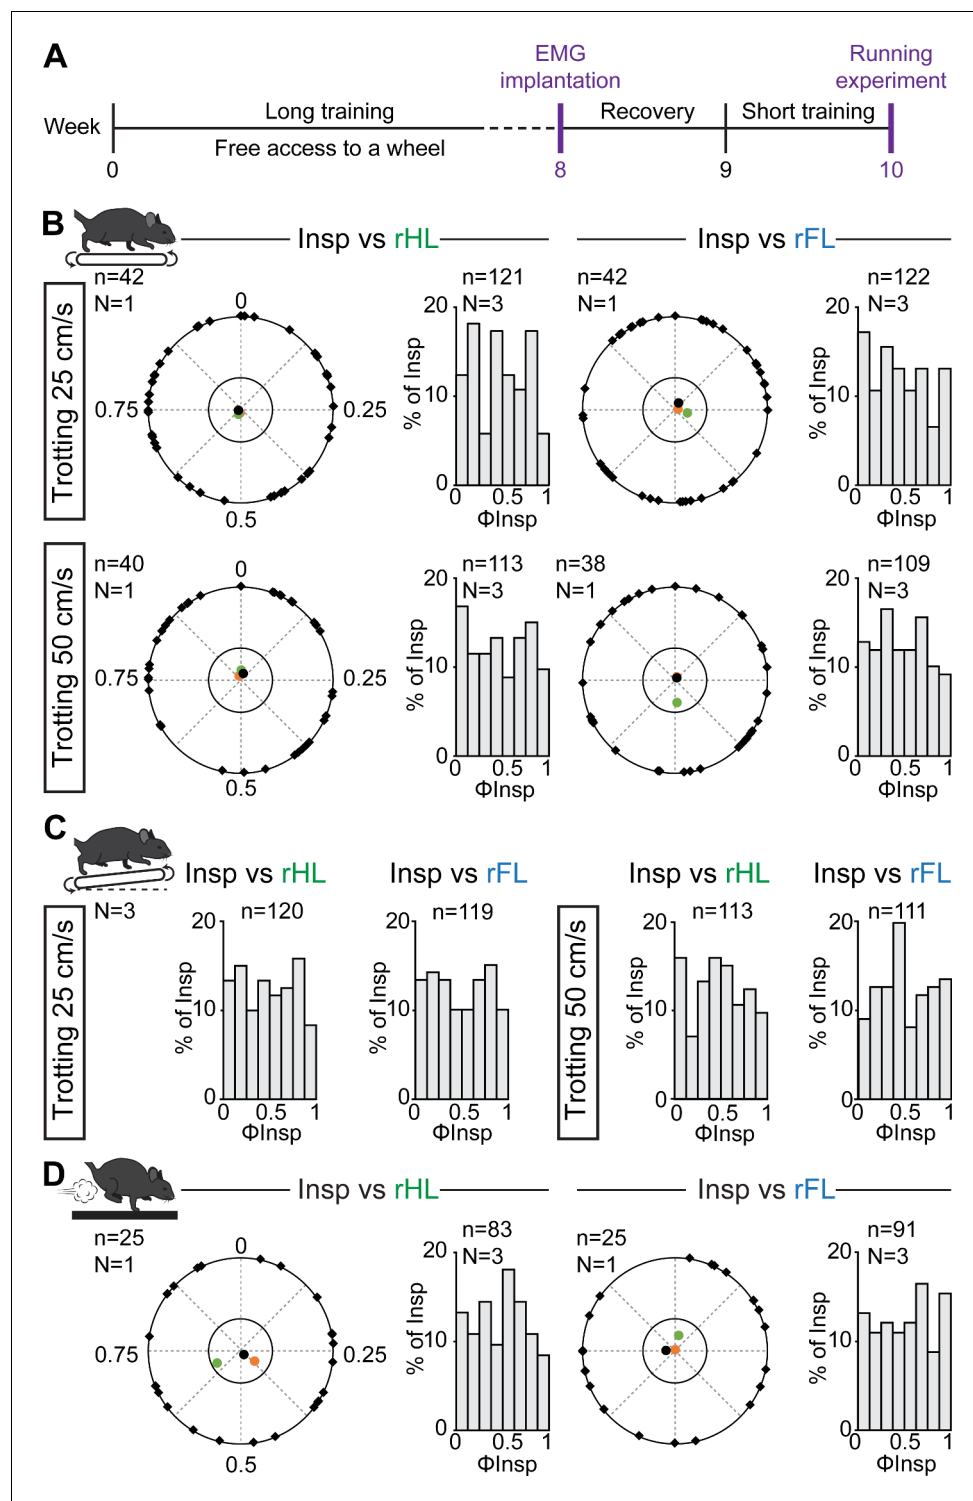 A
EMG
implantation
Running
experiment
Week
Long training
Free access to a wheel
Recovery
Short training
0
8
9
10
B
Insp vs rHL
Insp vs rFL
Trotting 25 cm/s
n=42
N=1
0
0.25
0.5
0.75
n=121
N=3
20
10
0
% of Insp
0 0.5 1
ΦInsp
n=42
N=1
n=122
N=3
20
10
0
% of Insp
0 0.5 1
ΦInsp
Trotting 50 cm/s
n=40
N=1
0
0.25
0.5
0.75
n=113
N=3
20
10
0
% of Insp
0 0.5 1
ΦInsp
n=38
N=1
n=109
N=3
20
10
0
% of Insp
0 0.5 1
ΦInsp
C
Trotting 25 cm/s
N=3
Insp vs rHL
n=120
20
10
0
% of Insp
0 0.5 1
ΦInsp
Insp vs rFL
n=119
20
10
0
% of Insp
0 0.5 1
ΦInsp
Trotting 50 cm/s
Insp vs rHL
n=113
20
10
0
% of Insp
0 0.5 1
ΦInsp
Insp vs rFL
n=111
20
10
0
% of Insp
0 0.5 1
ΦInsp
D
Insp vs rHL
Insp vs rFL
n=25
N=1
0
0.25
0.5
0.75
n=83
N=3
20
10
0
% of Insp
0 0.5 1
ΦInsp
n=25
N=1
n=91
N=3
20
10
0
% of Insp
0 0.5 1
ΦInsp